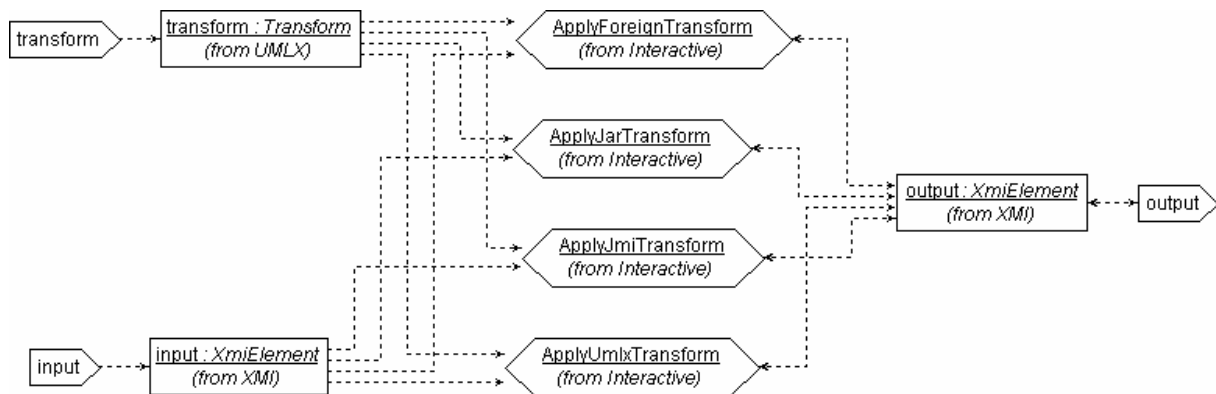 transform
transform : Transform
(from UMLX)
ApplyForeignTransform
(from Interactive)
ApplyJarTransform
(from Interactive)
output : XmiElement
(from XMI)
output
ApplyJmiTransform
(from Interactive)
input
input : XmiElement
(from XMI)
ApplyUmlxTransform
(from Interactive)